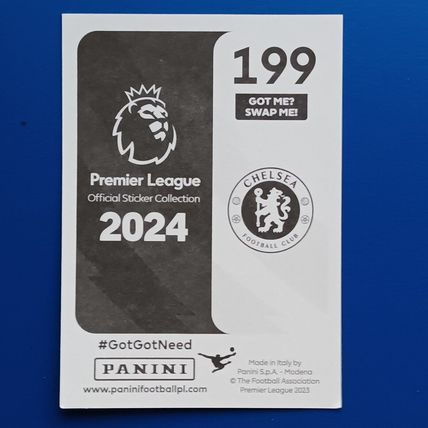 199
GOT ME?
SWAP ME!
Premier League
Official Sticker Collection
2024
CHELSEA
FOOTBALL CLUB
#GotGotNeed
PANINI
www.paninifootballpl.com
Made in Italy by
Panini S.p.A. - Modena
© The Football Association
Premier League 2023